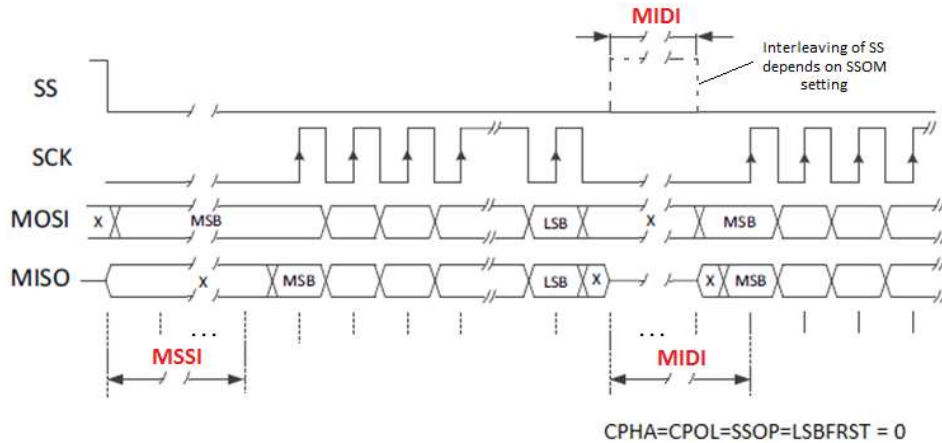 MIDI
Interleaving of SS
depends on SSOM
setting
SS
SCK
MOSI X MSB LSB X MSB
MISO X MSB LSB X X MSB
... ...
MSSI MIDI
CPHA=CPOL=SSOP=LSBFRST = 0